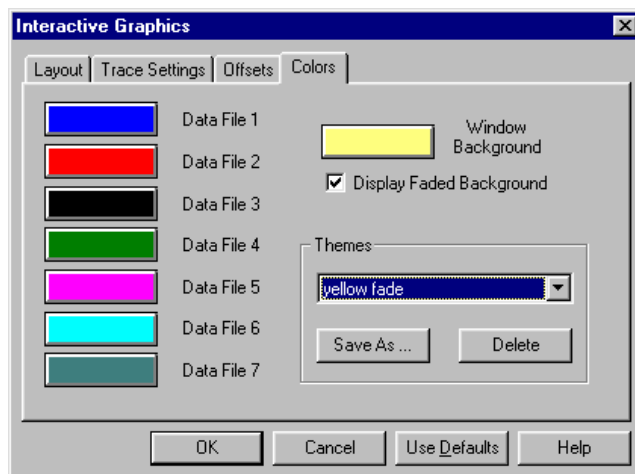 Interactive Graphics
Layout Trace Settings Offsets Colors
Data File 1
Data File 2
Data File 3
Data File 4
Data File 5
Data File 6
Data File 7
Window
Background
Display Faded Background
Themes
yellow fade
Save As ... Delete
OK Cancel Use Defaults Help